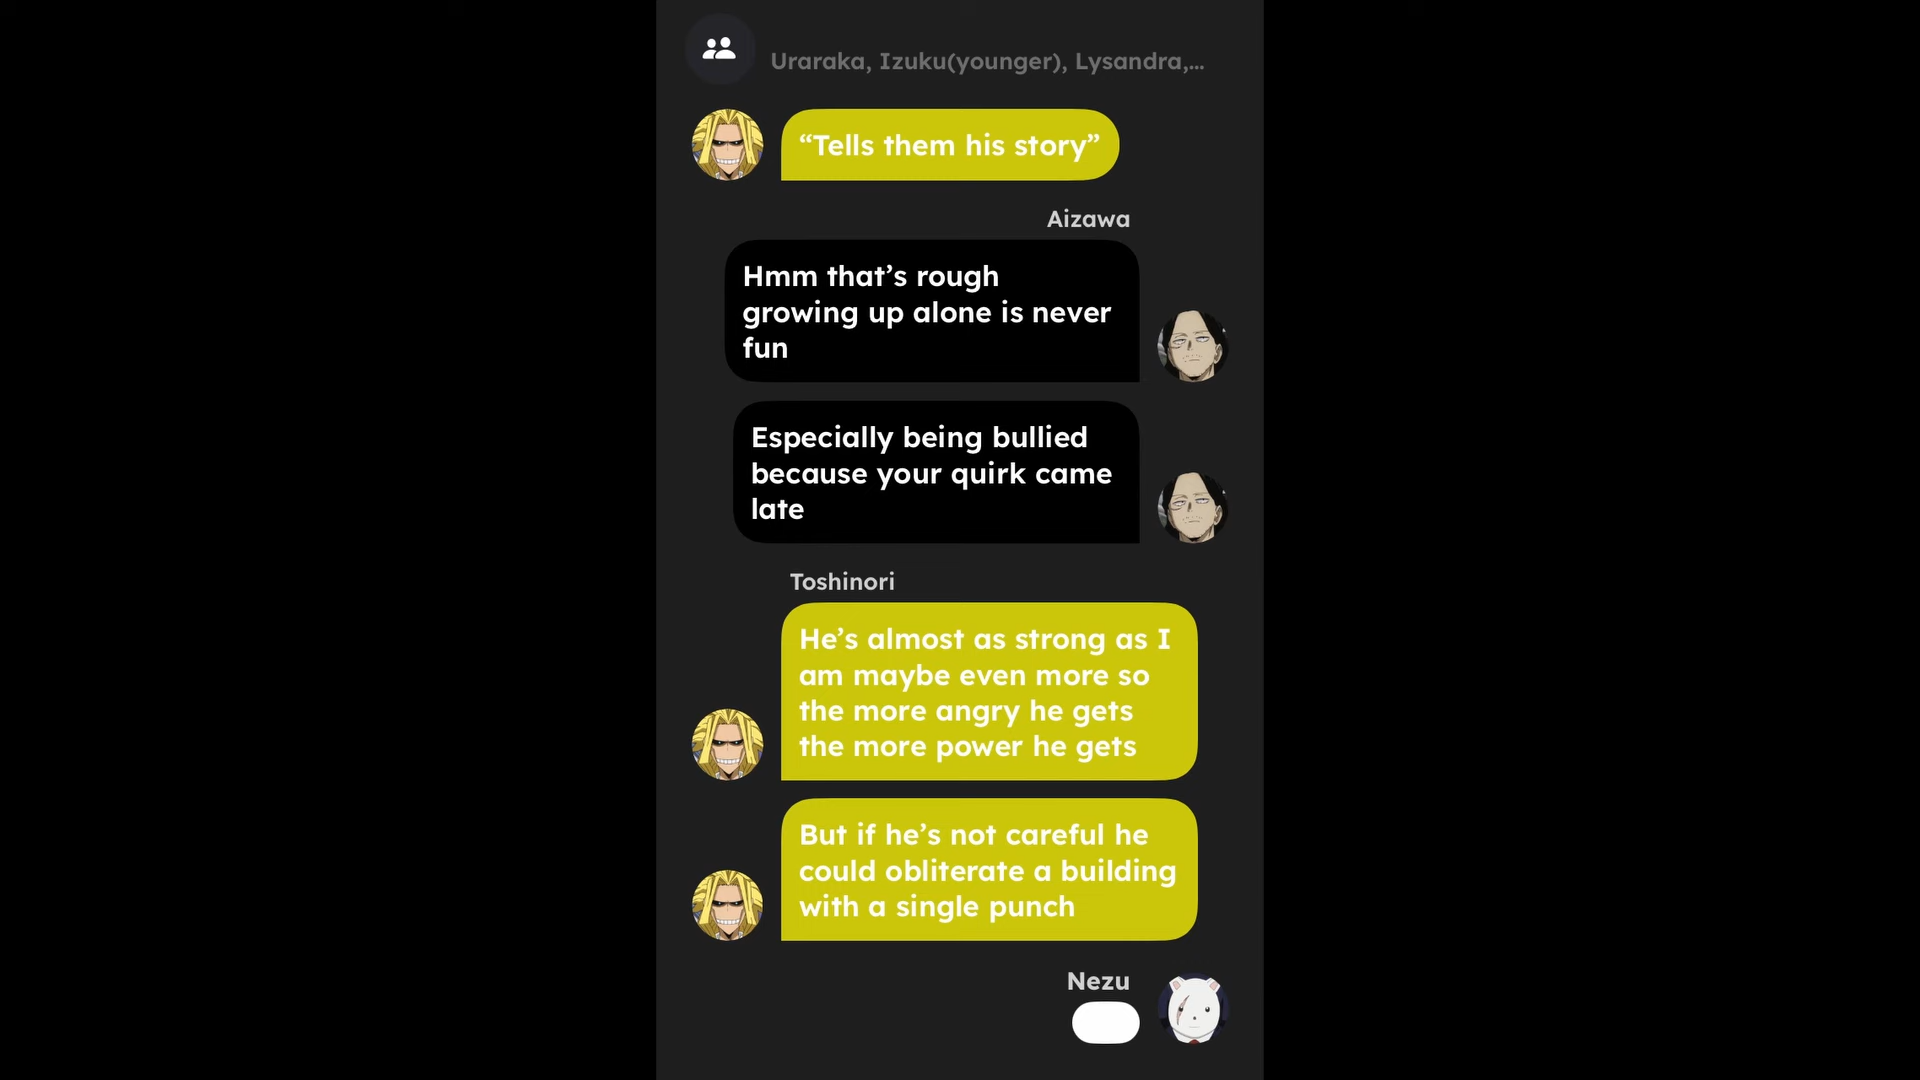 Uraraka, Izuku(younger), Lysandra,...
“Tells them his story”
Aizawa
Hmm that’s rough
growing up alone is never
fun
Especially being bullied
because your quirk came
late
Toshinori
He’s almost as strong as I
am maybe even more so
the more angry he gets
the more power he gets
But if he’s not careful he
could obliterate a building
with a single punch
Nezu